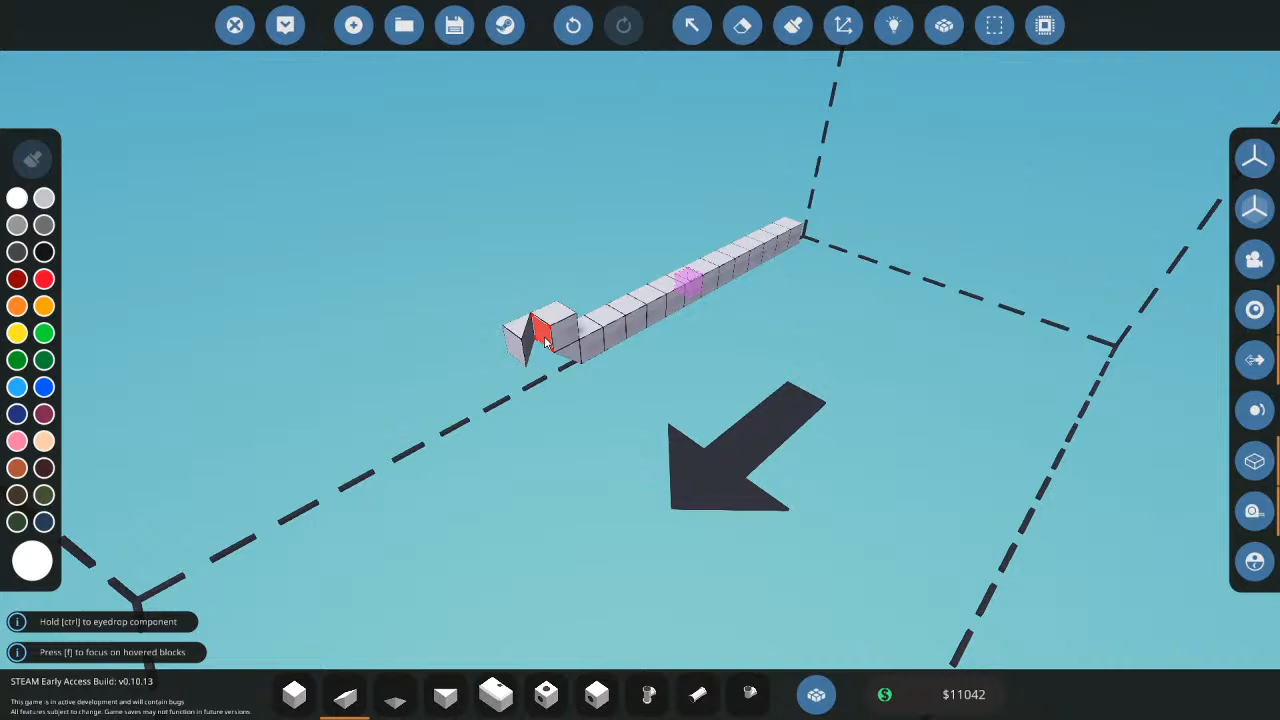 Hold [ctrl] to eyedrop component
Press [f] to focus on hovered blocks
STEAM Early Access Build: v0.10.13
This game is in active development and will contain bugs
All features subject to change. Game saves may not function in future versions.
$11042